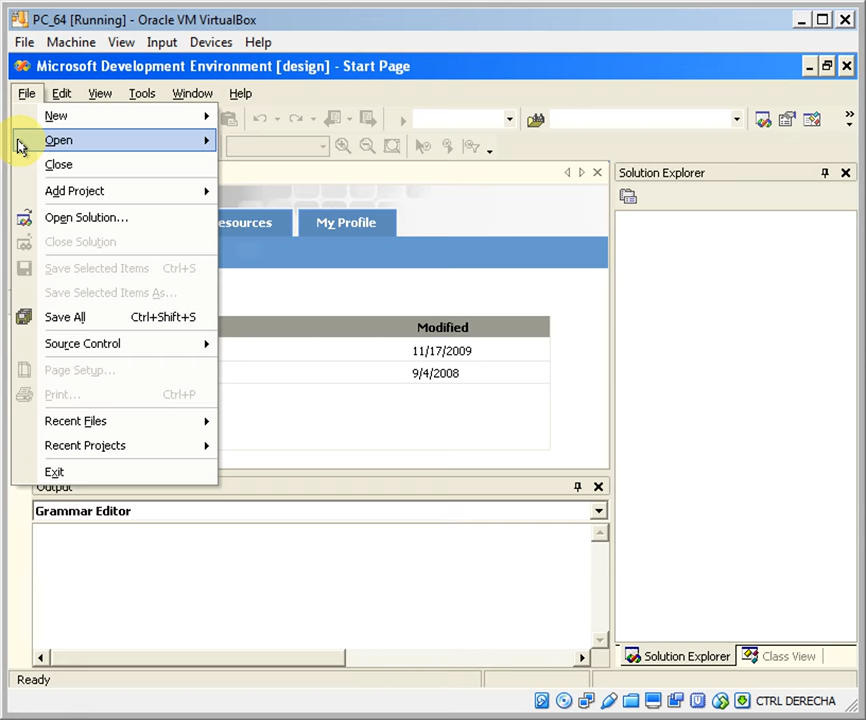 PC_64 [Running] - Oracle VM VirtualBox
File Machine View Input Devices Help
Microsoft Development Environment [design] - Start Page
File Edit View Tools Window Help
New
Open
Close
Add Project
Open Solution...
Close Solution
Save Selected Items Ctrl+S
Save Selected Items As...
Save All Ctrl+Shift+S
Source Control
Page Setup...
Print... Ctrl+P
Recent Files
Recent Projects
Exit
esources My Profile
Modified
11/17/2009
9/4/2008
Solution Explorer
Output
Grammar Editor
Solution Explorer Class View
Ready
CTRL DERECHA